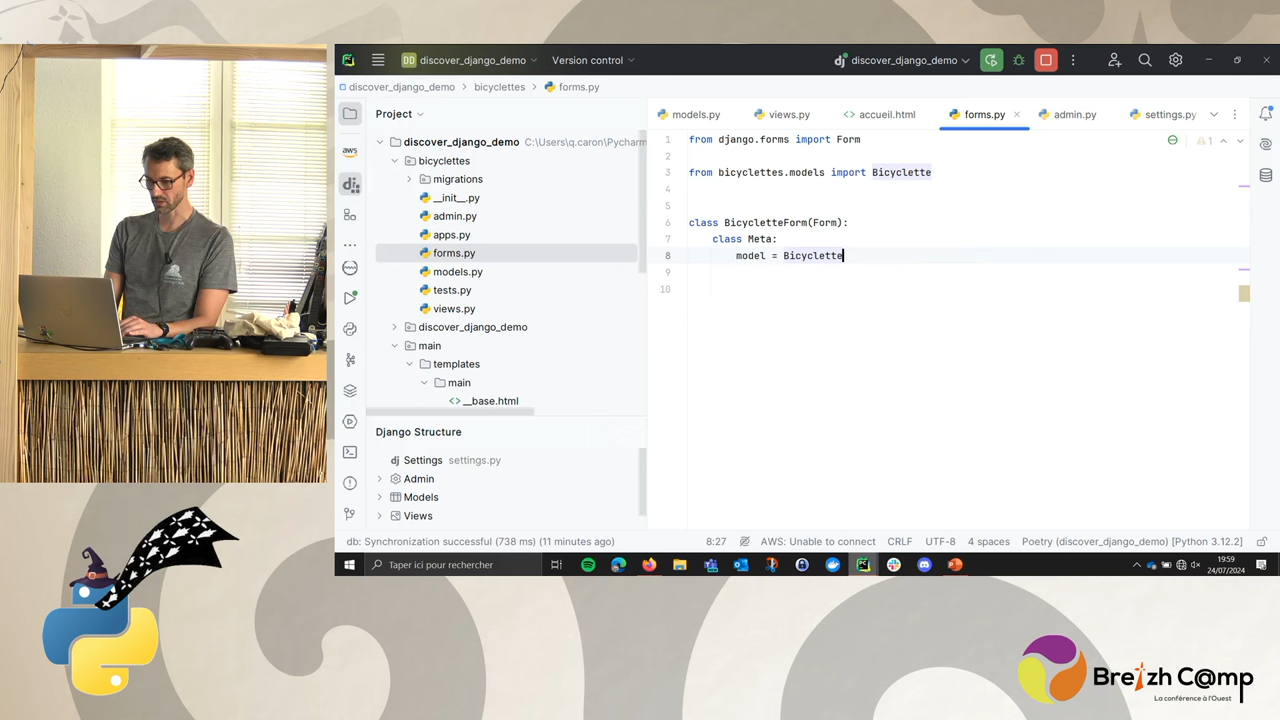 DD discover_django_demo
Version control
dj discover_django_demo
discover_django_demo > bicyclettes > forms.py
aws
dj
Project
models.py
views.py
<> accueil.html
forms.py ×
admin.py
settings.py
discover_django_demo C:\Users\q.caron\Pycharm
bicyclettes
migrations
__init__.py
admin.py
apps.py
forms.py
models.py
tests.py
views.py
discover_django_demo
main
templates
main
<> __base.html
1 from django.forms import Form
2
3 from bicyclettes.models import Bicyclette
4
5
6 class BicycletteForm(Form):
7 class Meta:
8 model = Bicyclette
9
10
Django Structure
dj Settings settings.py
Admin
Models
Views
db: Synchronization successful (738 ms) (11 minutes ago)
8:27
AWS: Unable to connect
CRLF
UTF-8
4 spaces
Poetry (discover_django_demo) [Python 3.12.2]
Taper ici pour rechercher
19:59
24/07/2024
Breizh C@mp
La conférence à l'Ouest